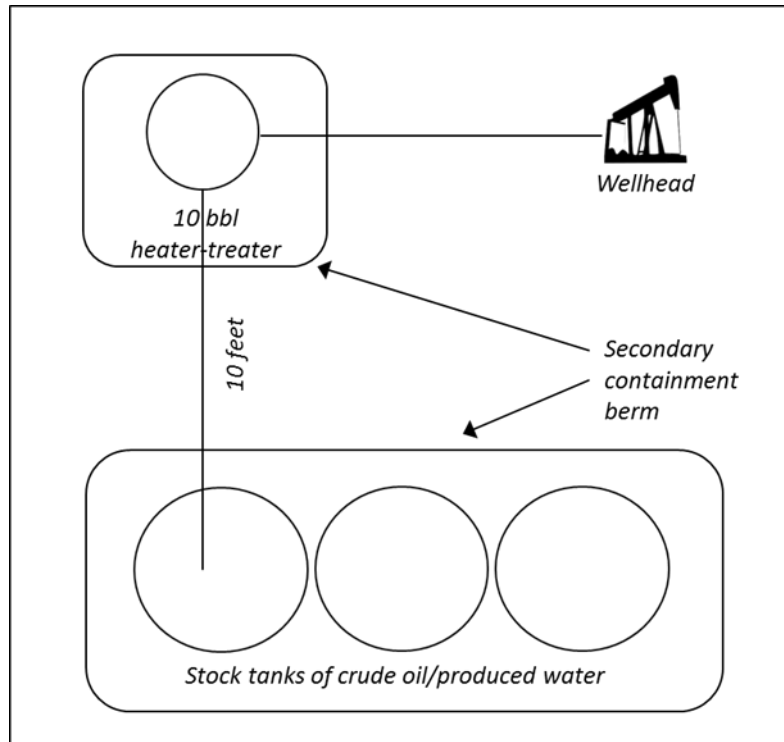 Wellhead
10 bbl
heater-treater
10 feet
Secondary
containment
berm
Stock tanks of crude oil/produced water